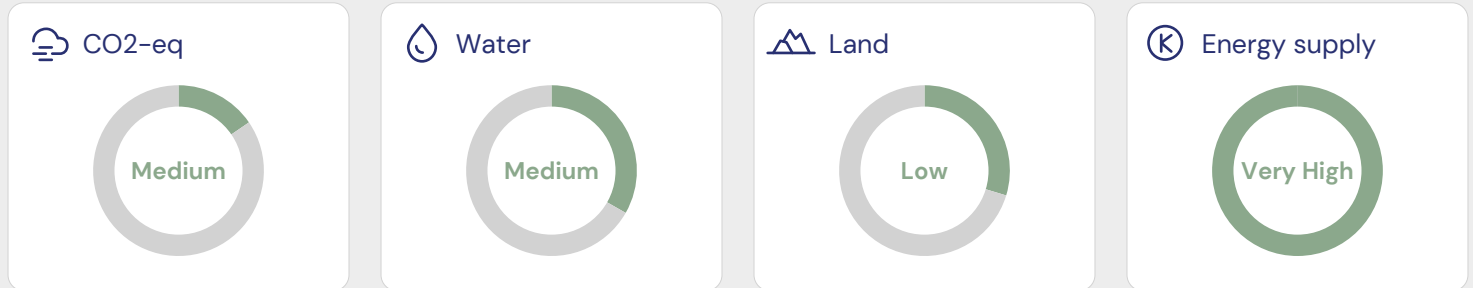 CO2-eq
Medium
Water
Medium
Land
Low
Energy supply
Very High